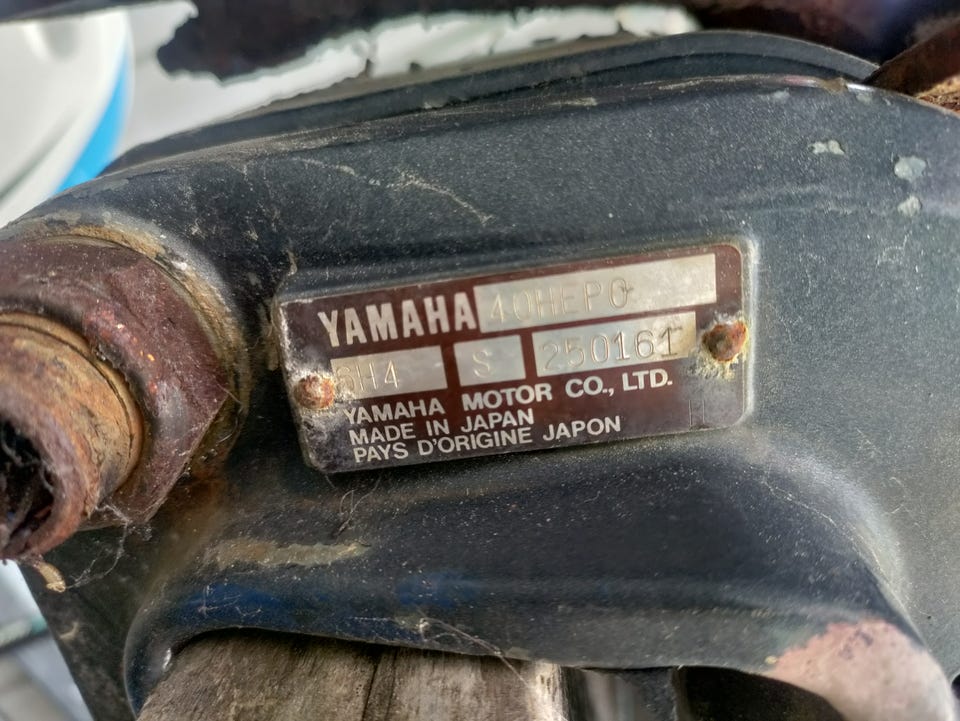 YAMAHA 40HEPO
6H4 S 250161
YAMAHA MOTOR CO., LTD.
MADE IN JAPAN
PAYS D'ORIGINE JAPON H